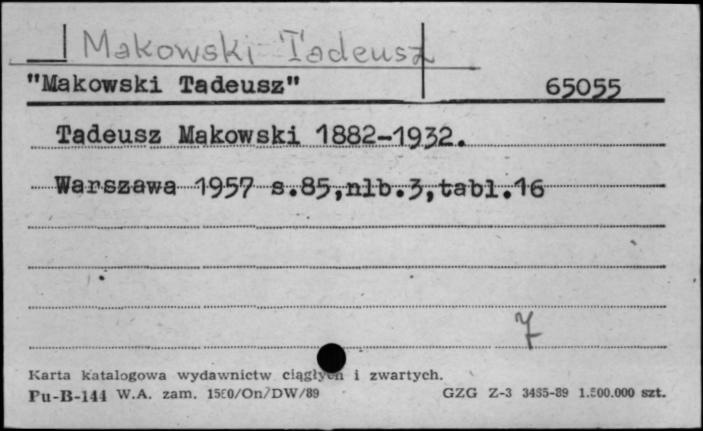 Makowski Tadeusz
"Makowski Tadeusz" 65055
Tadeusz Makowski 1882-1932.
Warszawa 1957 s.85,nlb.3,tabl.16
7
Karta katalogowa wydawnictw ciągłych i zwartych.
Pu-B-144 W.A. zam. /On/DW/89 GZG Z-3 3485-89 1.500.000 szt.